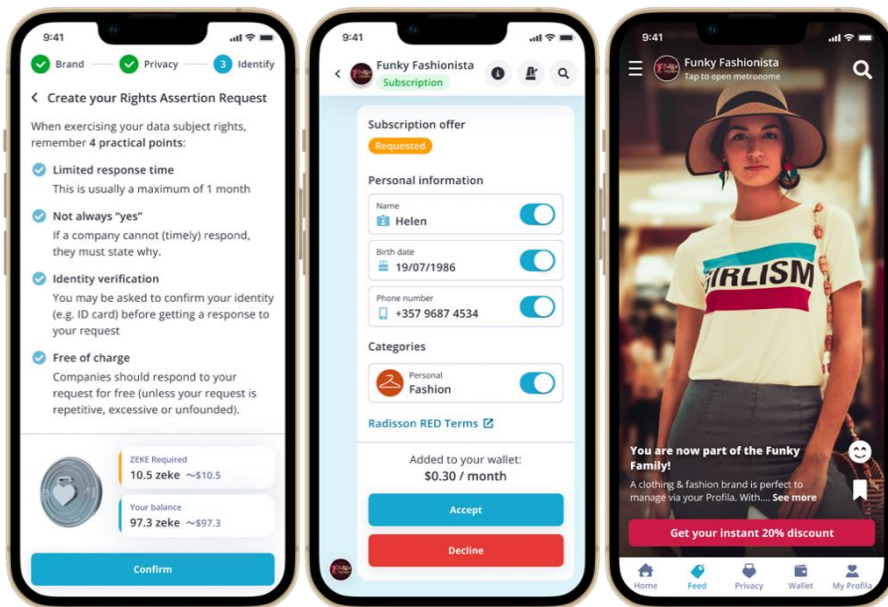 9:41
Brand
Privacy
3 Identify
Create your Rights Assertion Request
When exercising your data subject rights,
remember 4 practical points:
Limited response time
This is usually a maximum of 1 month
Not always "yes"
If a company cannot (timely) respond,
they must state why.
Identity verification
You may be asked to confirm your identity
(e.g. ID card) before getting a response to
your request
Free of charge
Companies should respond to your
request for free (unless your request is
repetitive, excessive or unfounded).
ZEKE Required
10.5 zeke ~$10.5
Your balance
97.3 zeke ~$97.3
Confirm
9:41
Funky Fashionista
Subscription
Subscription offer
Requested
Personal information
Name
Helen
Birth date
19/07/1986
Phone number
+357 9687 4534
Categories
Personal
Fashion
Radisson RED Terms
Added to your wallet:
$0.30 / month
Accept
Decline
9:41
Funky Fashionista
Tap to open metronome
GIRLISM
You are now part of the Funky
Family!
A clothing & fashion brand is perfect to
manage via your Profila. With.... See more
Get your instant 20% discount
Home
Feed
Privacy
Wallet
My Profila